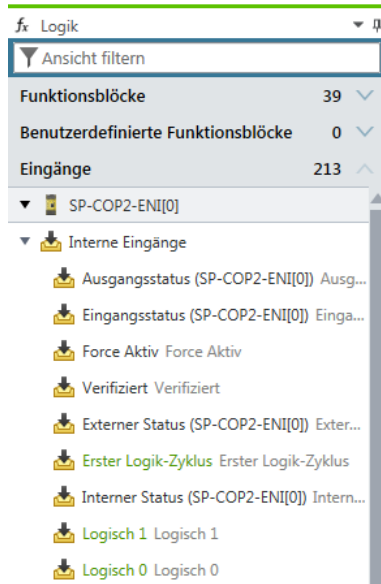 fx Logik
Ansicht filtern
Funktionsblöcke 39
Benutzerdefinierte Funktionsblöcke 0
Eingänge 213
SP-COP2-ENI[0]
Interne Eingänge
Ausgangsstatus (SP-COP2-ENI[0]) Ausg...
Eingangsstatus (SP-COP2-ENI[0]) Einga...
Force Aktiv Force Aktiv
Verifiziert Verifiziert
Externer Status (SP-COP2-ENI[0]) Exter...
Erster Logik-Zyklus Erster Logik-Zyklus
Interner Status (SP-COP2-ENI[0]) Intern...
Logisch 1 Logisch 1
Logisch 0 Logisch 0